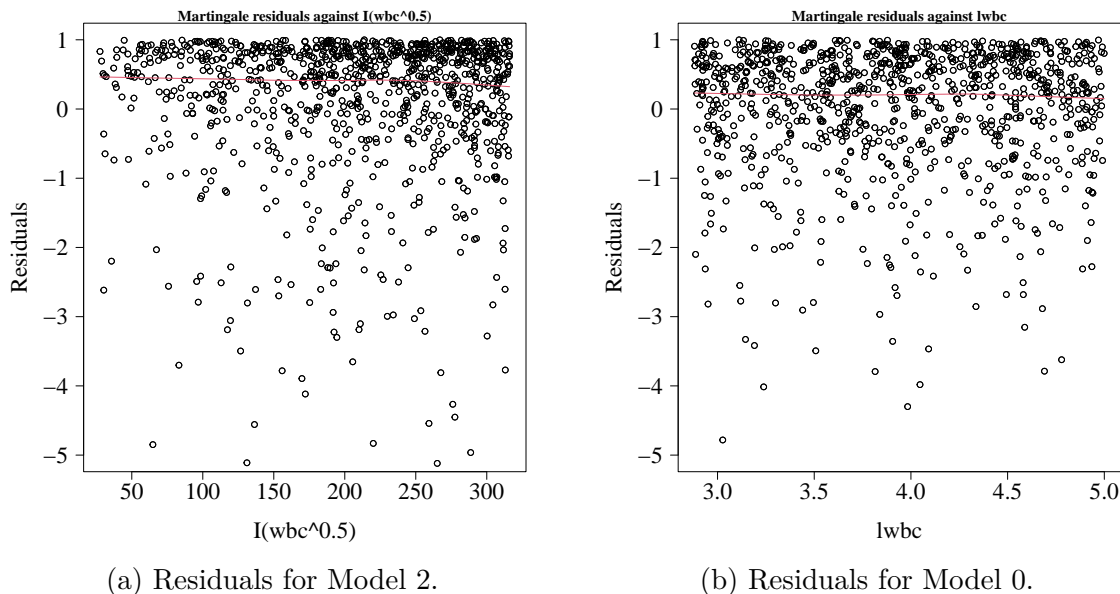 Martingale residuals against I(wbc^0.5)
1
0
−1
−2
−3
−4
−5
Residuals
50 100 150 200 250 300
I(wbc^0.5)
(a) Residuals for Model 2.
Martingale residuals against lwbc
1
0
−1
−2
−3
−4
−5
Residuals
3.0 3.5 4.0 4.5 5.0
lwbc
(b) Residuals for Model 0.